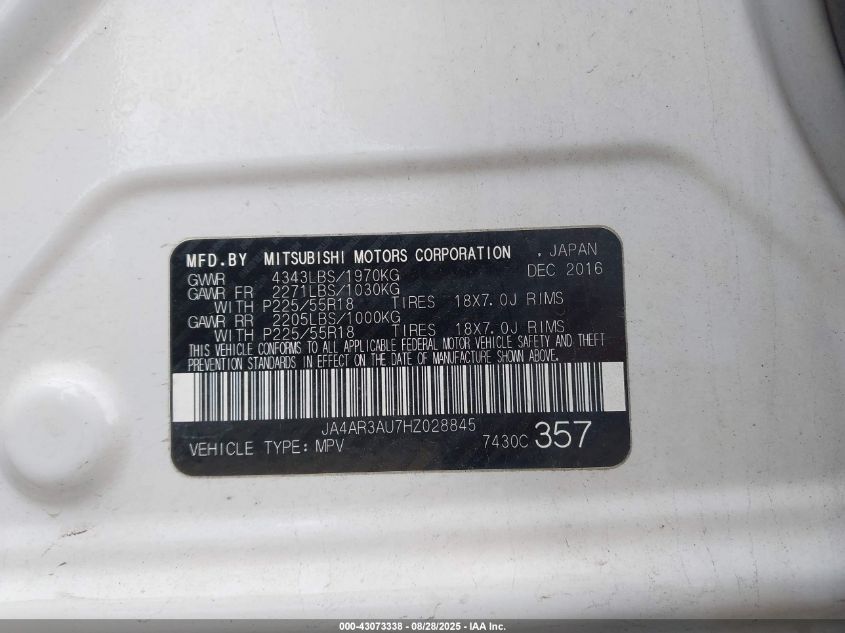 MFD.BY MITSUBISHI MOTORS CORPORATION , JAPAN
GVWR 4343LBS/1970KG DEC 2016
GAWR FR 2271LBS/1030KG
WITH P225/55R18 TIRES 18X7.0J RIMS
GAWR RR 2205LBS/1000KG
WITH P225/55R18 TIRES 18X7.0J RIMS
THIS VEHICLE CONFORMS TO ALL APPLICABLE FEDERAL MOTOR VEHICLE SAFETY AND THEFT
PREVENTION STANDARDS IN EFFECT ON THE DATE OF MANUFACTURE SHOWN ABOVE.
JA4AR3AU7HZ028845
VEHICLE TYPE: MPV 7430C 357
000-43073338 - 08/28/2025 - IAA Inc.